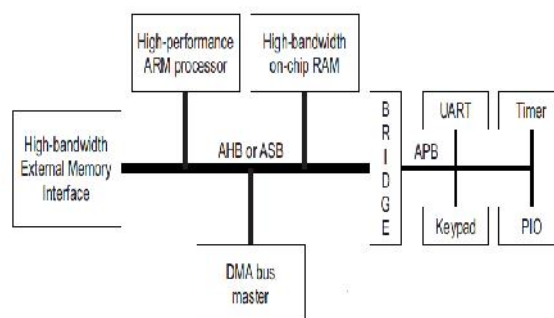 High-performance
ARM processor
High-bandwidth
on-chip RAM
High-bandwidth
External Memory
Interface
AHB or ASB
B
R
I
D
G
E
APB
UART
Timer
Keypad
PIO
DMA bus
master